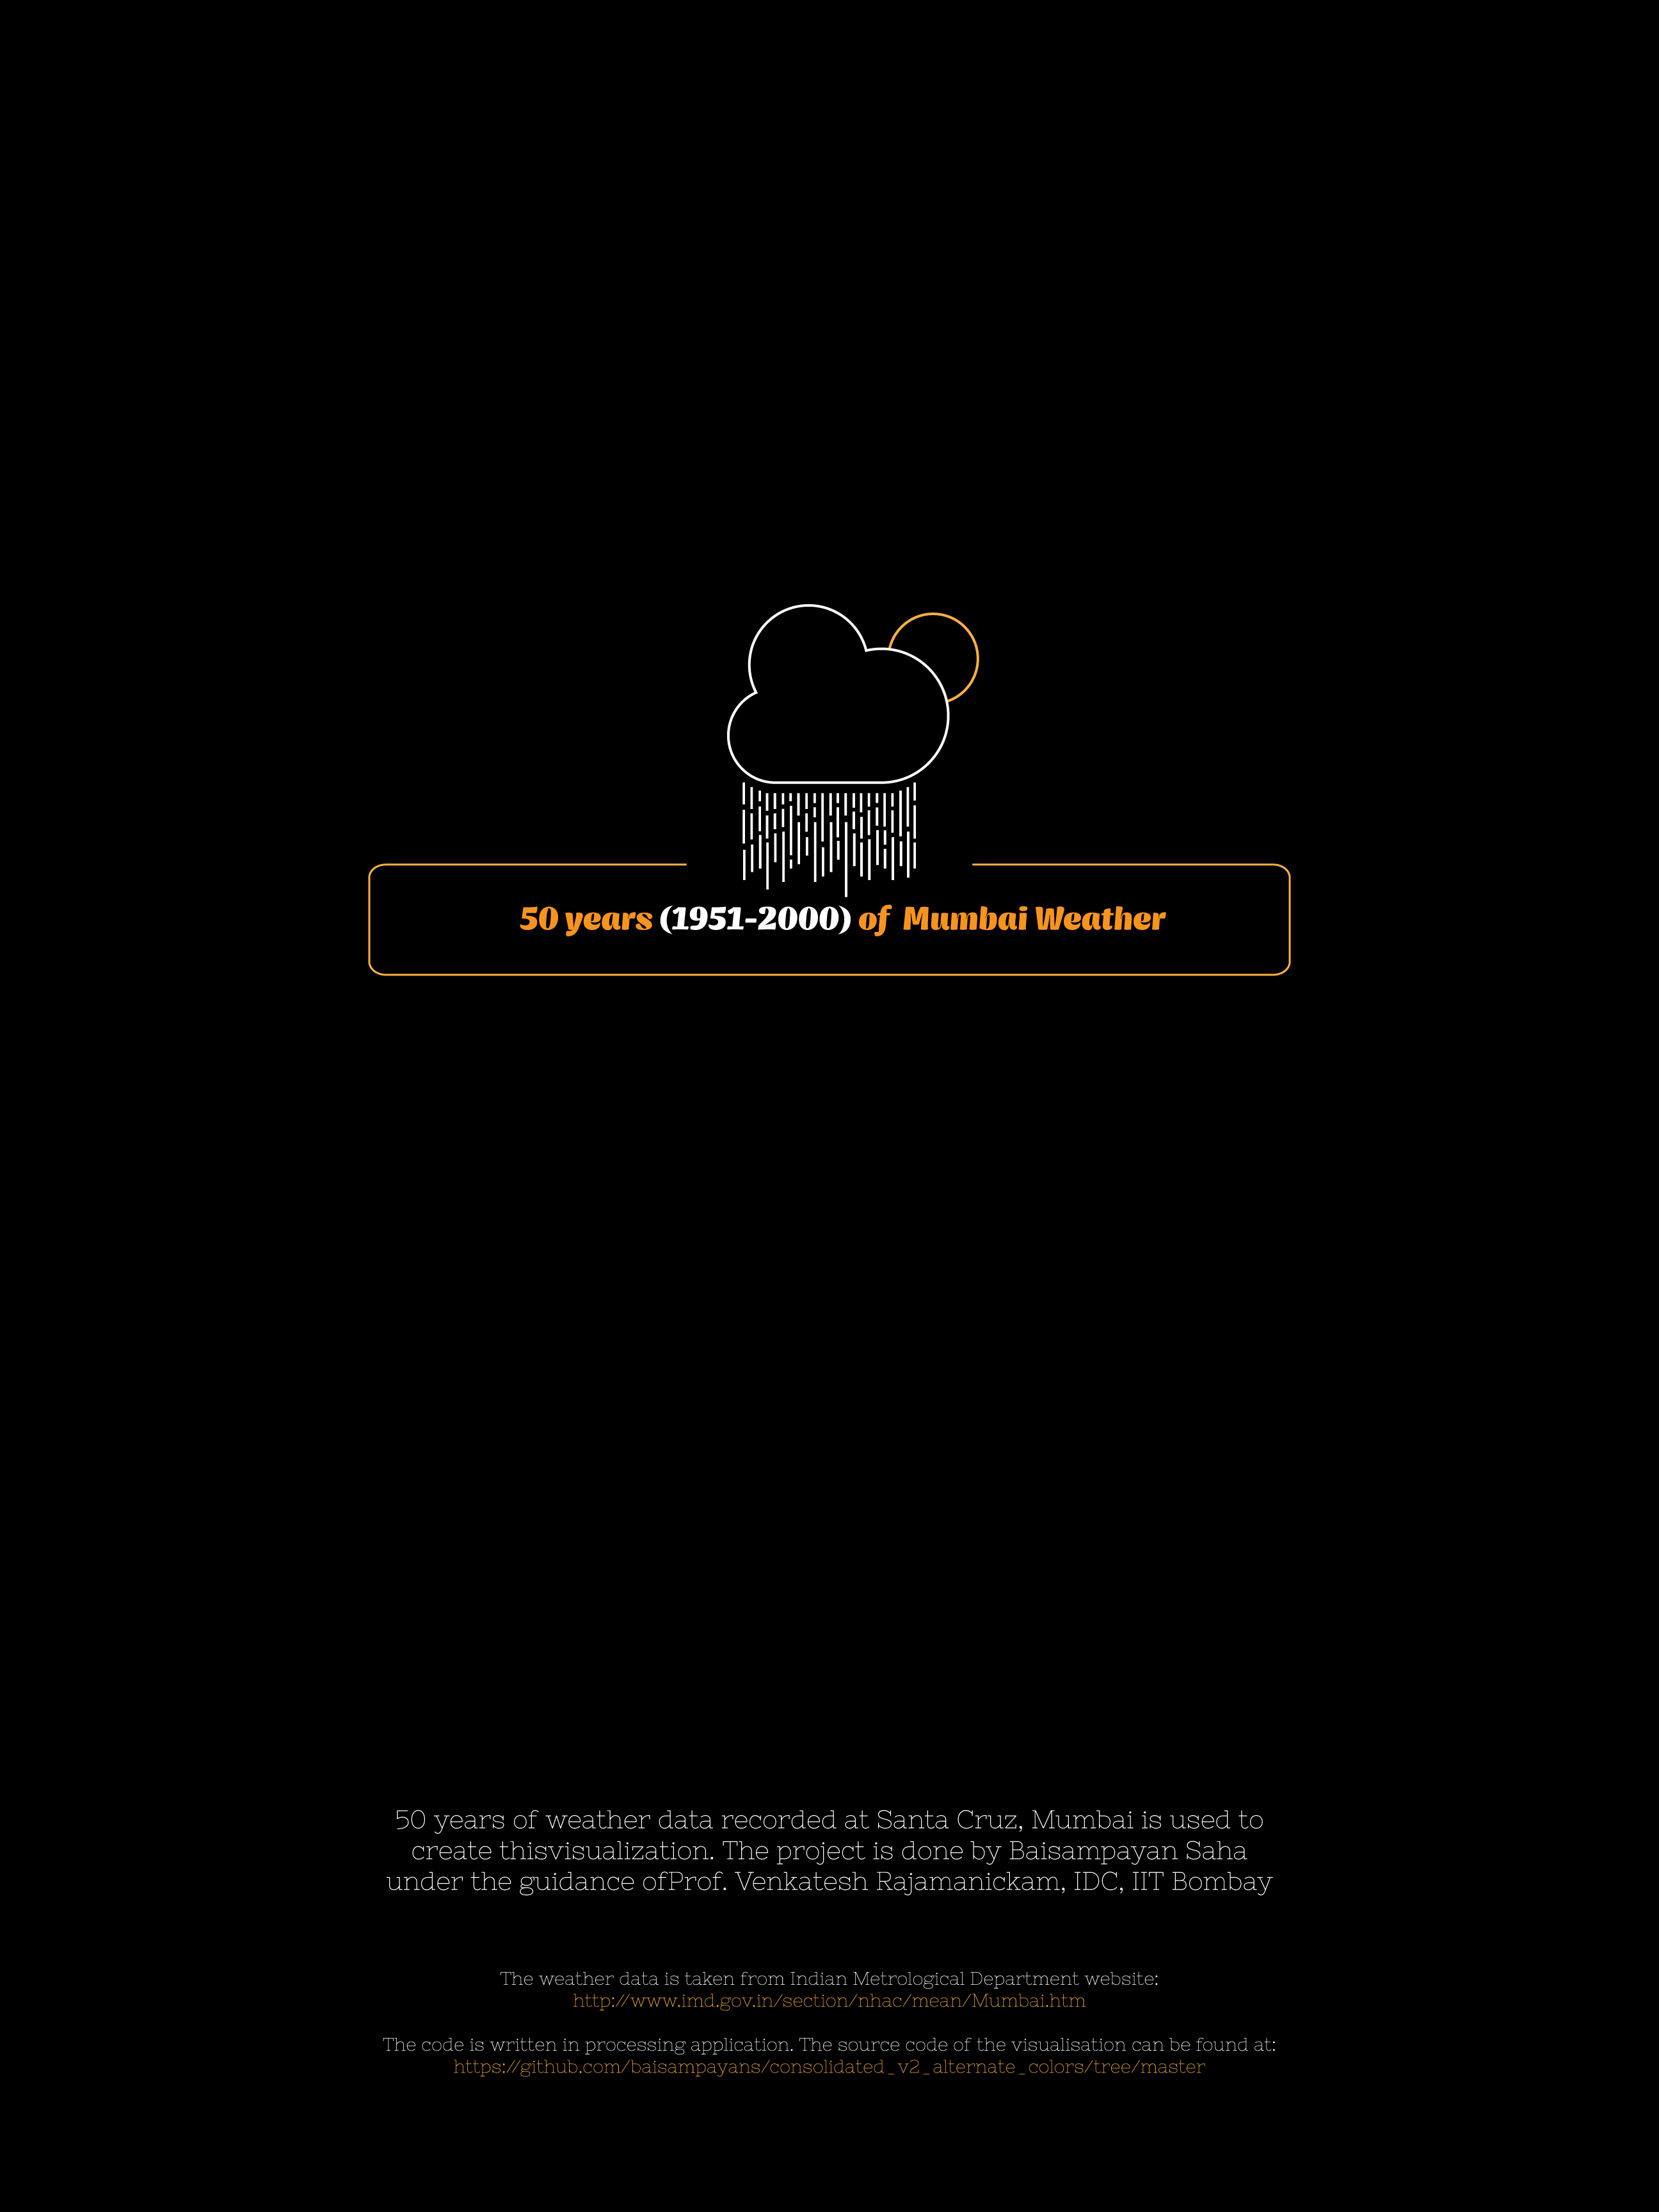 50 years (1951-2000) of Mumbai Weather
50 years of weather data recorded at Santa Cruz, Mumbai is used to
create thisvisualization. The project is done by Baisampayan Saha
under the guidance ofProf. Venkatesh Rajamanickam, IDC, IIT Bombay
The weather data is taken from Indian Metrological Department website:
http://www.imd.gov.in/section/nhac/mean/Mumbai.htm
The code is written in processing application. The source code of the visualisation can be found at:
https://github.com/baisampayans/consolidated_v2_alternate_colors/tree/master